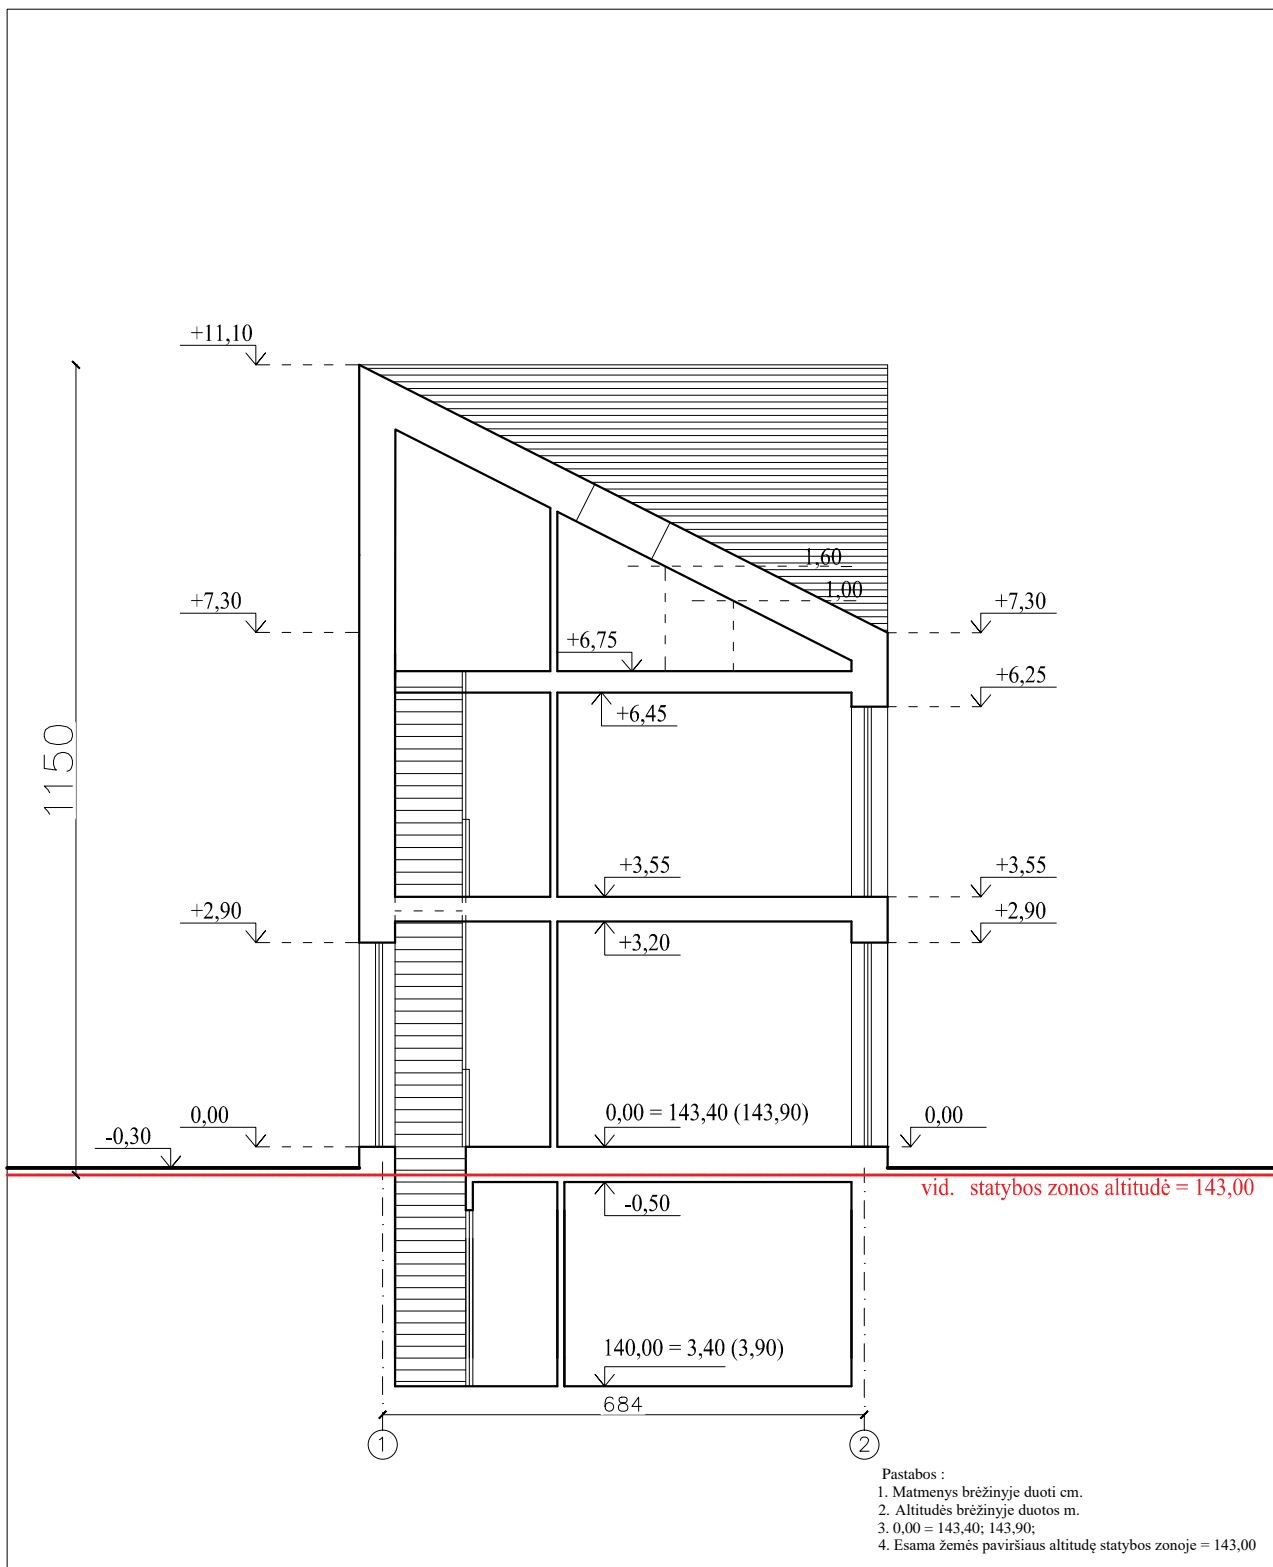 +11,10
1,60
1,00
+7,30
+7,30
+6,75
+6,25
+6,45
1150
+3,55
+3,55
+2,90
+2,90
+3,20
0,00
0,00 = 143,40 (143,90)
0,00
-0,30
vid. statybos zonos altitudė = 143,00
-0,50
140,00 = 3,40 (3,90)
684
1
2
Pastabos :
1. Matmenys brėžinyje duoti cm.
2. Altitudės brėžinyje duotos m.
3. 0,00 = 143,40; 143,90;
4. Esama žemės paviršiaus altitudę statybos zonoje = 143,00